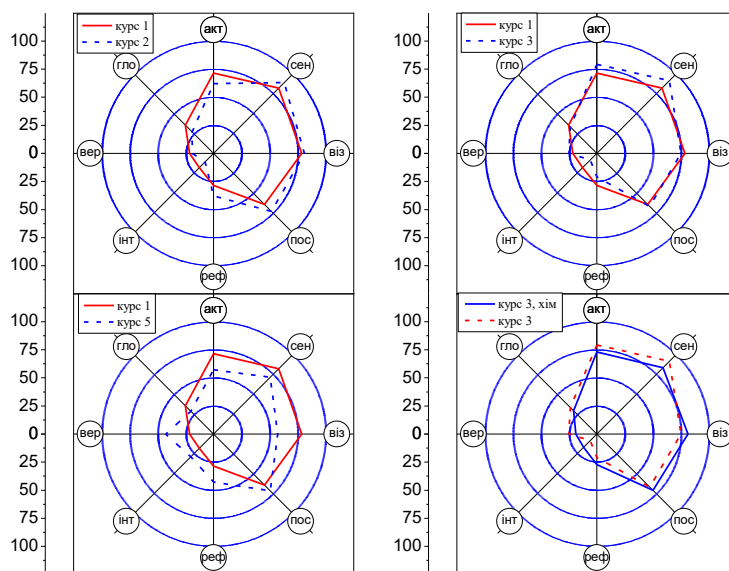 курс 1
курс 2
акт
сен
віз
пос
реф
інт
вер
гло
100
75
50
25
0
25
50
75
100
курс 1
курс 3
акт
сен
віз
пос
реф
інт
вер
гло
100
75
50
25
0
25
50
75
100
курс 1
курс 5
акт
сен
віз
пос
реф
інт
вер
гло
100
75
50
25
0
25
50
75
100
курс 3, хім
курс 3
акт
сен
віз
пос
реф
інт
вер
гло
100
75
50
25
0
25
50
75
100